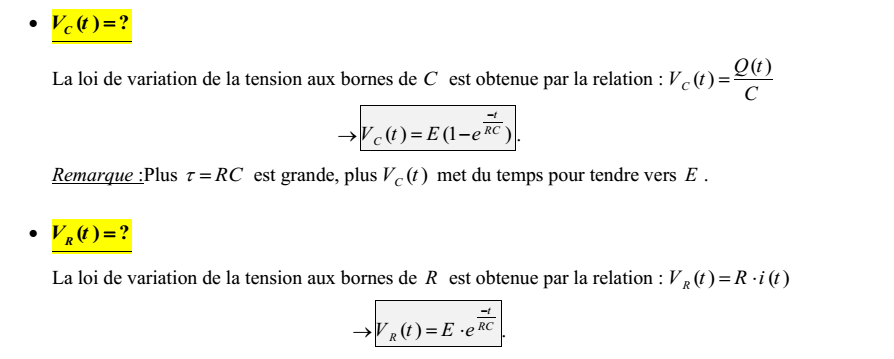 • V_C(t)=?
La loi de variation de la tension aux bornes de C est obtenue par la relation : V_C(t)=Q(t)/C
→V_C(t)=E(1−e^(−t/RC)).
Remarque :Plus τ=RC est grande, plus V_C(t) met du temps pour tendre vers E .
• V_R(t)=?
La loi de variation de la tension aux bornes de R est obtenue par la relation : V_R(t)=R·i(t)
→V_R(t)=E·e^(−t/RC).